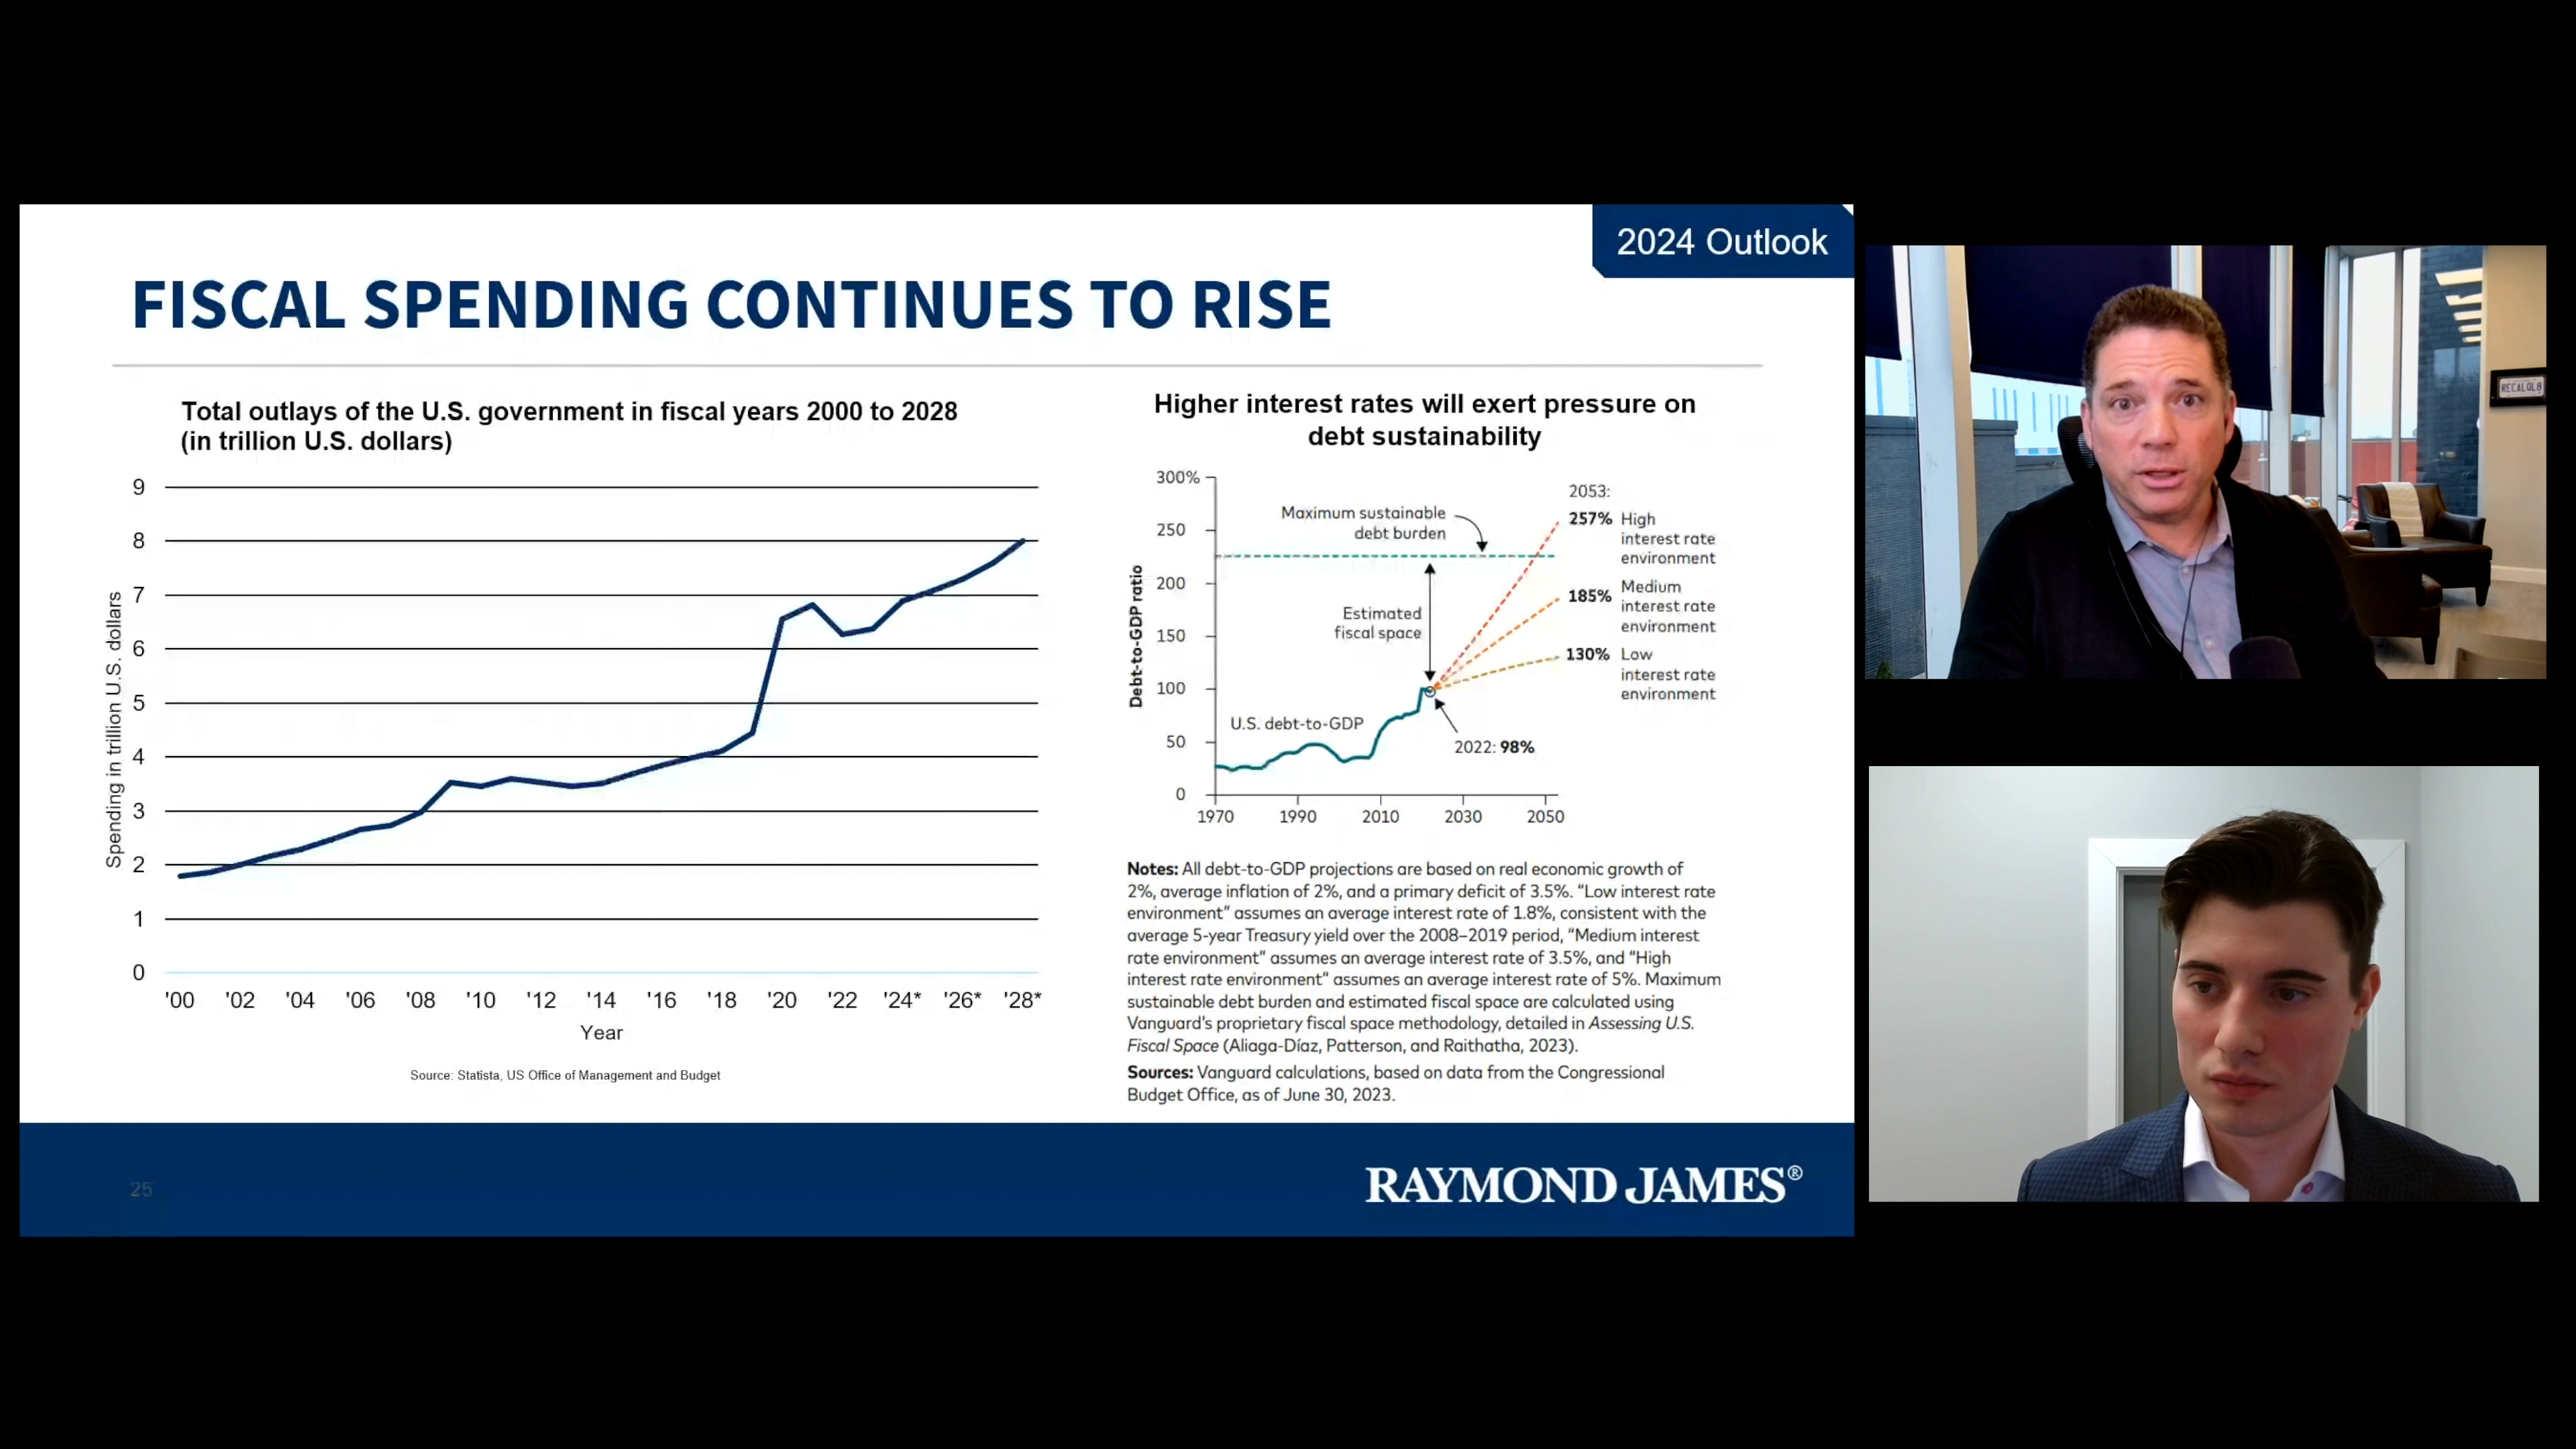 2024 Outlook
FISCAL SPENDING CONTINUES TO RISE
Total outlays of the U.S. government in fiscal years 2000 to 2028
(in trillion U.S. dollars)
9
8
7
6
5
4
3
2
1
0
Spending in trillion U.S. dollars
'00 '02 '04 '06 '08 '10 '12 '14 '16 '18 '20 '22 '24* '26* '28*
Year
Source: Statista, US Office of Management and Budget
Higher interest rates will exert pressure on
debt sustainability
300%
250
200
150
100
50
0
Debt-to-GDP ratio
Maximum sustainable
debt burden
Estimated
fiscal space
U.S. debt-to-GDP
2022: 98%
2053:
257% High
interest rate
environment
185% Medium
interest rate
environment
130% Low
interest rate
environment
1970 1990 2010 2030 2050
Notes: All debt-to-GDP projections are based on real economic growth of
2%, average inflation of 2%, and a primary deficit of 3.5%. “Low interest rate
environment” assumes an average interest rate of 1.8%, consistent with the
average 5-year Treasury yield over the 2008–2019 period, “Medium interest
rate environment” assumes an average interest rate of 3.5%, and “High
interest rate environment” assumes an average interest rate of 5%. Maximum
sustainable debt burden and estimated fiscal space are calculated using
Vanguard's proprietary fiscal space methodology, detailed in Assessing U.S.
Fiscal Space (Aliaga-Díaz, Patterson, and Raithatha, 2023).
Sources: Vanguard calculations, based on data from the Congressional
Budget Office, as of June 30, 2023.
25
RAYMOND JAMES®